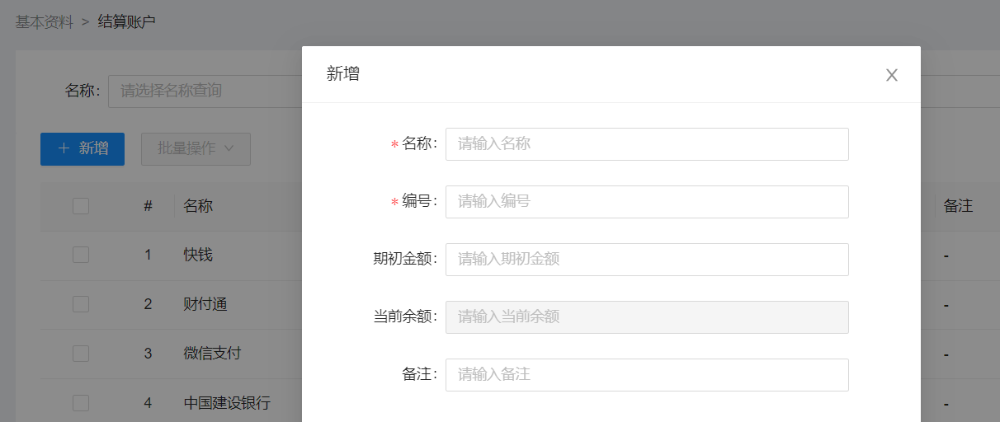 基本资料 > 结算账户
新增
名称: 请选择名称查询
* 名称: 请输入名称
+ 新增 批量操作
* 编号: 请输入编号
# 名称 备注
1 快钱 -
期初金额: 请输入期初金额
2 财付通 -
当前余额: 请输入当前余额
3 微信支付 -
备注: 请输入备注
4 中国建设银行 -